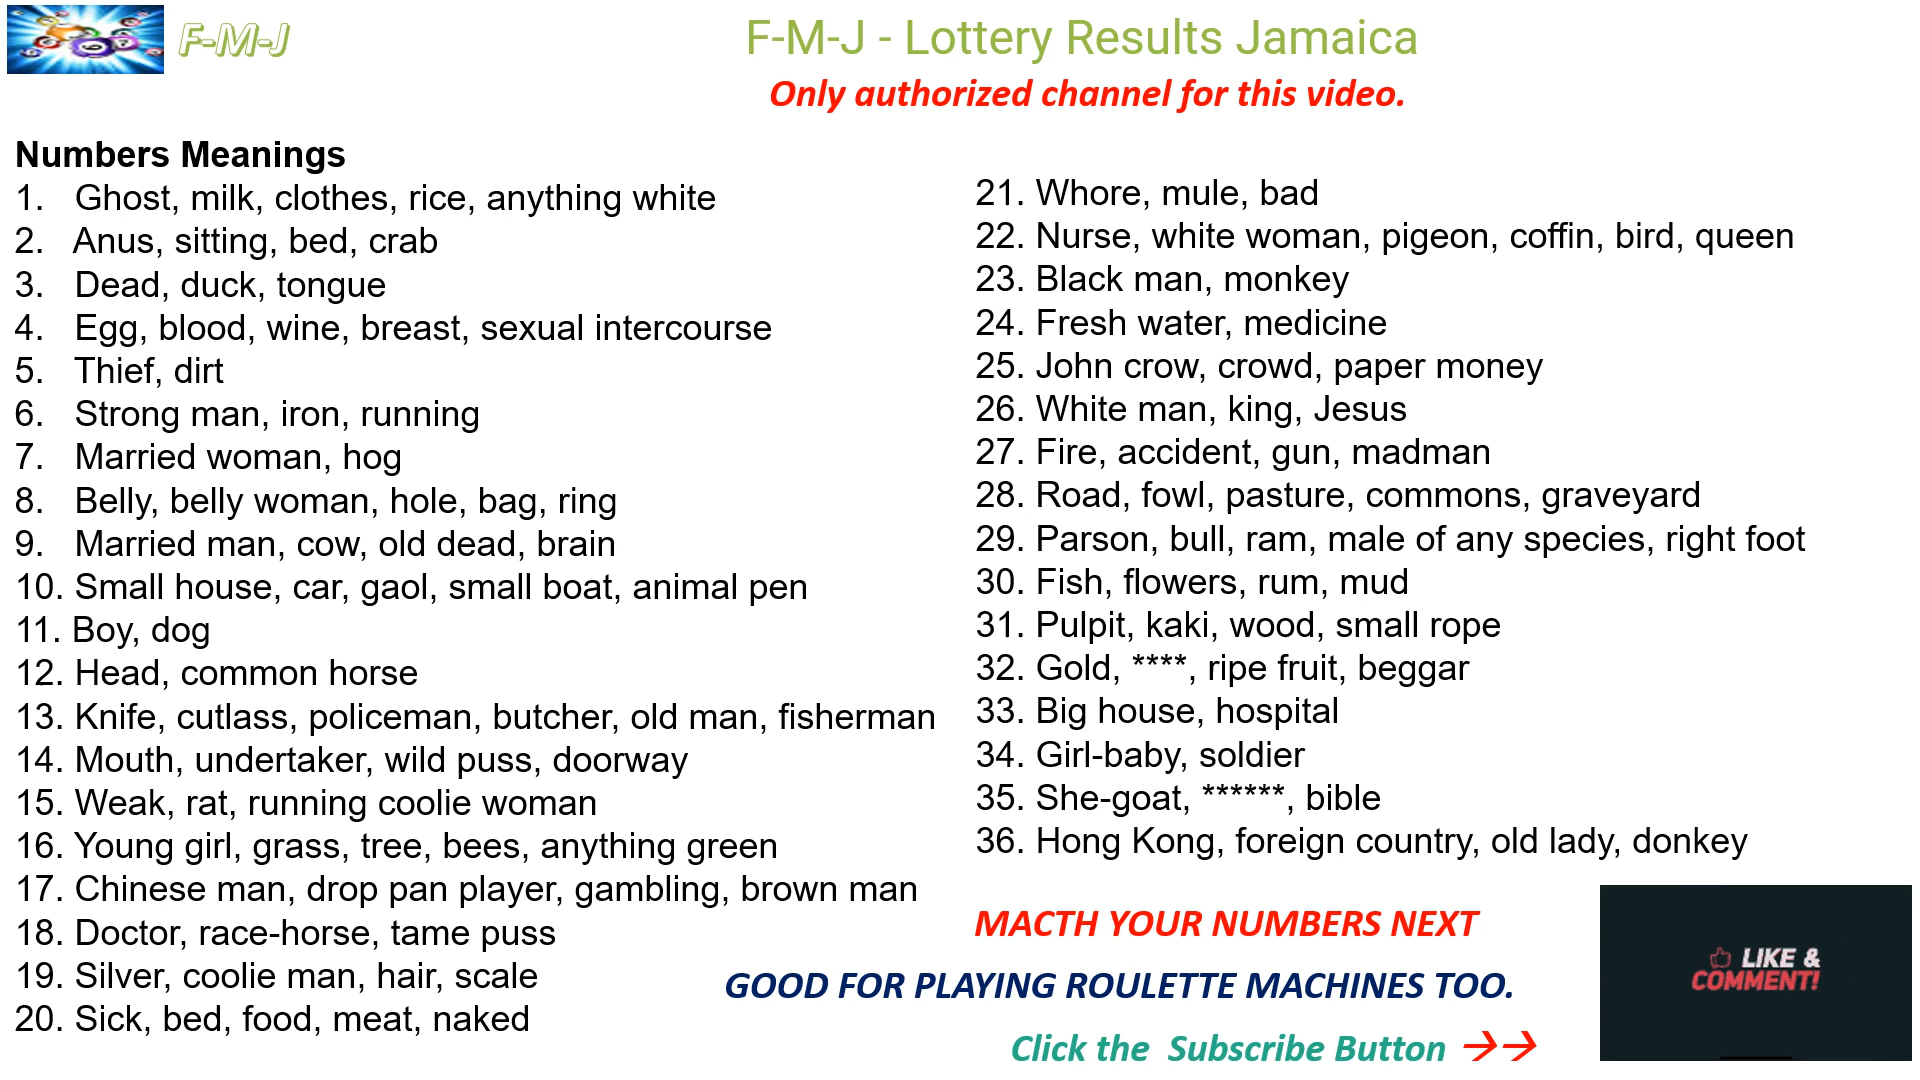 F-M-J
F-M-J - Lottery Results Jamaica
Only authorized channel for this video.
Numbers Meanings
1. Ghost, milk, clothes, rice, anything white
2. Anus, sitting, bed, crab
3. Dead, duck, tongue
4. Egg, blood, wine, breast, sexual intercourse
5. Thief, dirt
6. Strong man, iron, running
7. Married woman, hog
8. Belly, belly woman, hole, bag, ring
9. Married man, cow, old dead, brain
10. Small house, car, gaol, small boat, animal pen
11. Boy, dog
12. Head, common horse
13. Knife, cutlass, policeman, butcher, old man, fisherman
14. Mouth, undertaker, wild puss, doorway
15. Weak, rat, running coolie woman
16. Young girl, grass, tree, bees, anything green
17. Chinese man, drop pan player, gambling, brown man
18. Doctor, race-horse, tame puss
19. Silver, coolie man, hair, scale
20. Sick, bed, food, meat, naked
21. Whore, mule, bad
22. Nurse, white woman, pigeon, coffin, bird, queen
23. Black man, monkey
24. Fresh water, medicine
25. John crow, crowd, paper money
26. White man, king, Jesus
27. Fire, accident, gun, madman
28. Road, fowl, pasture, commons, graveyard
29. Parson, bull, ram, male of any species, right foot
30. Fish, flowers, rum, mud
31. Pulpit, kaki, wood, small rope
32. Gold, ****, ripe fruit, beggar
33. Big house, hospital
34. Girl-baby, soldier
35. She-goat, ******, bible
36. Hong Kong, foreign country, old lady, donkey
MACTH YOUR NUMBERS NEXT
GOOD FOR PLAYING ROULETTE MACHINES TOO.
Click the Subscribe Button →→
LIKE &
COMMENT!